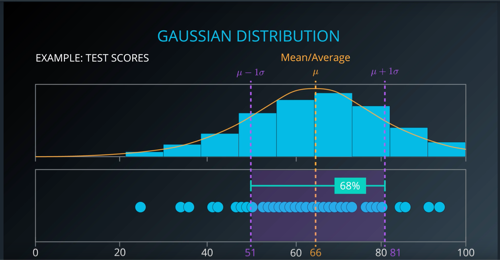 GAUSSIAN DISTRIBUTION
EXAMPLE: TEST SCORES
Mean/Average
μ − 1σ μ μ + 1σ
68%
0 20 40 51 60 66 80 81 100